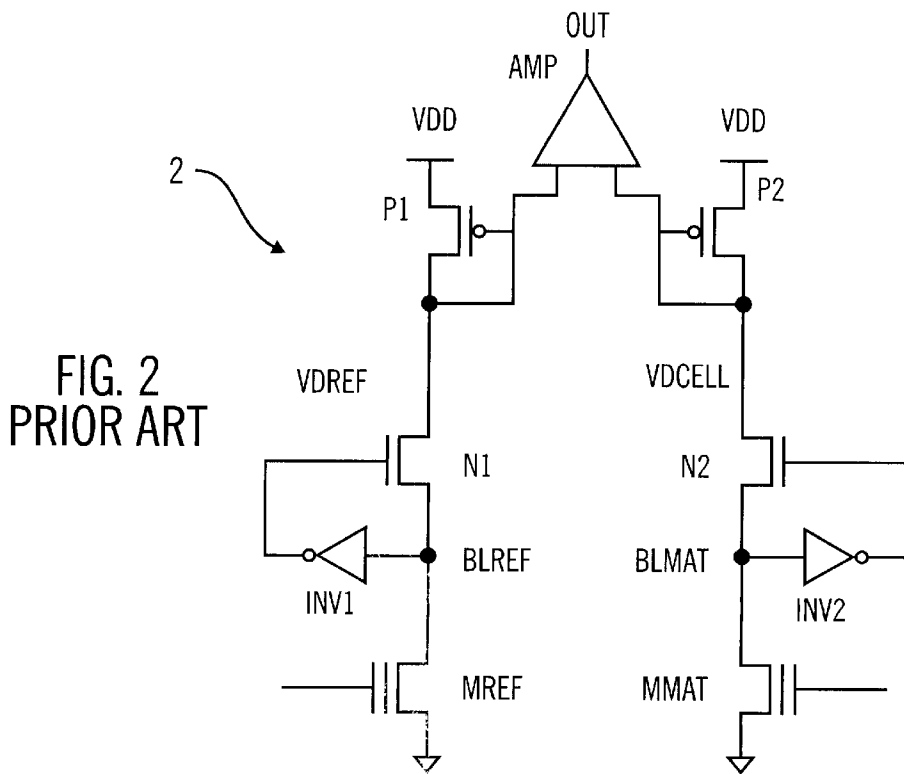 OUT
AMP
VDD
VDD
2
P1
P2
FIG. 2
PRIOR ART
VDREF
VDCELL
N1
N2
BLREF
BLMAT
INV1
INV2
MREF
MMAT